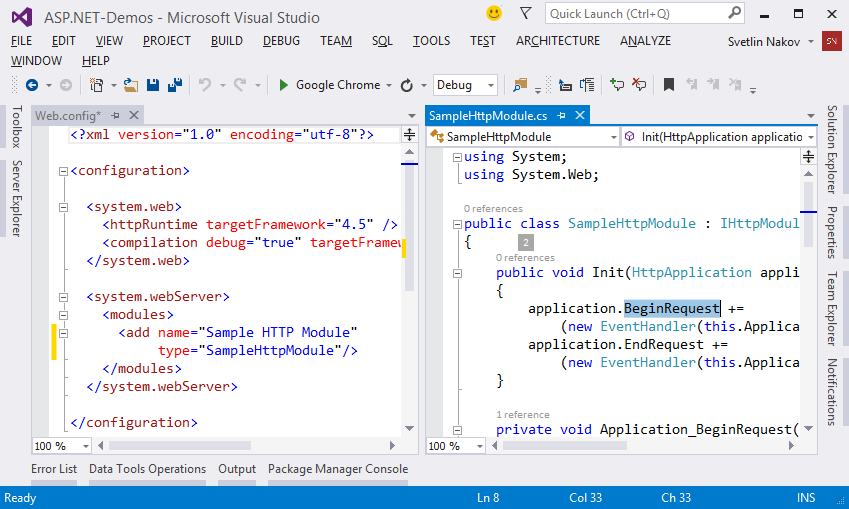 ASP.NET-Demos - Microsoft Visual Studio
Quick Launch (Ctrl+Q)
FILE EDIT VIEW PROJECT BUILD DEBUG TEAM SQL TOOLS TEST ARCHITECTURE ANALYZE
Svetlin Nakov SN
WINDOW HELP
Google Chrome Debug
Toolbox
Server Explorer
Web.config*
<?xml version="1.0" encoding="utf-8"?>
<configuration>
<system.web>
<httpRuntime targetFramework="4.5" />
<compilation debug="true" targetFramew
</system.web>
<system.webServer>
<modules>
<add name="Sample HTTP Module"
type="SampleHttpModule"/>
</modules>
</system.webServer>
</configuration>
100 %
SampleHttpModule.cs
SampleHttpModule
Init(HttpApplication applicatio
using System;
using System.Web;
0 references
public class SampleHttpModule : IHttpModul
{
2
0 references
public void Init(HttpApplication appli
{
application.BeginRequest +=
(new EventHandler(this.Applica
application.EndRequest +=
(new EventHandler(this.Applica
}
1 reference
private void Application_BeginRequest(
100 %
Solution Explorer
Properties
Team Explorer
Notifications
Error List Data Tools Operations Output Package Manager Console
Ready Ln 8 Col 33 Ch 33 INS